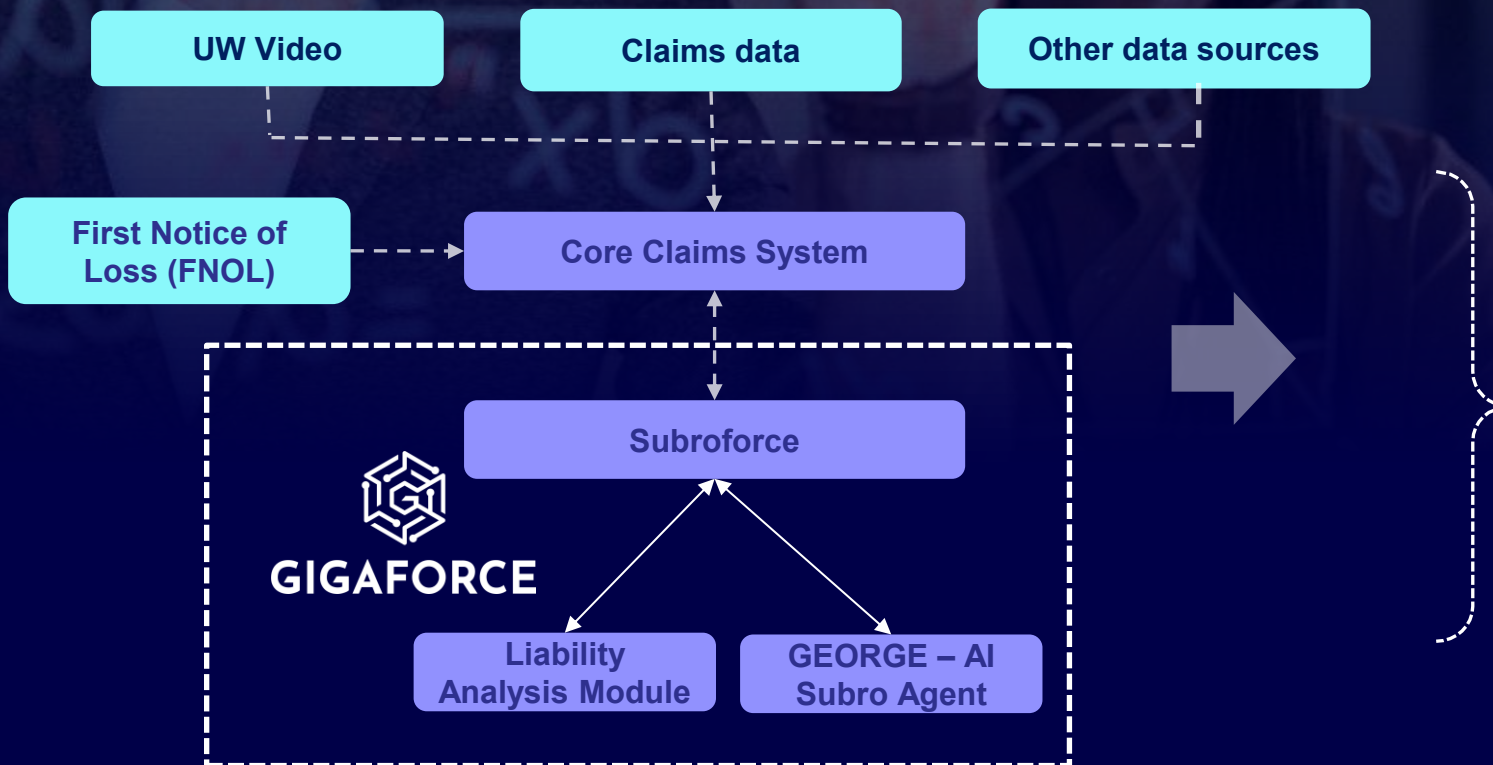 UW Video
Claims data
Other data sources
First Notice of
Loss (FNOL)
Core Claims System
Subroforce
GIGAFORCE
Liability
Analysis Module
GEORGE – AI
Subro Agent